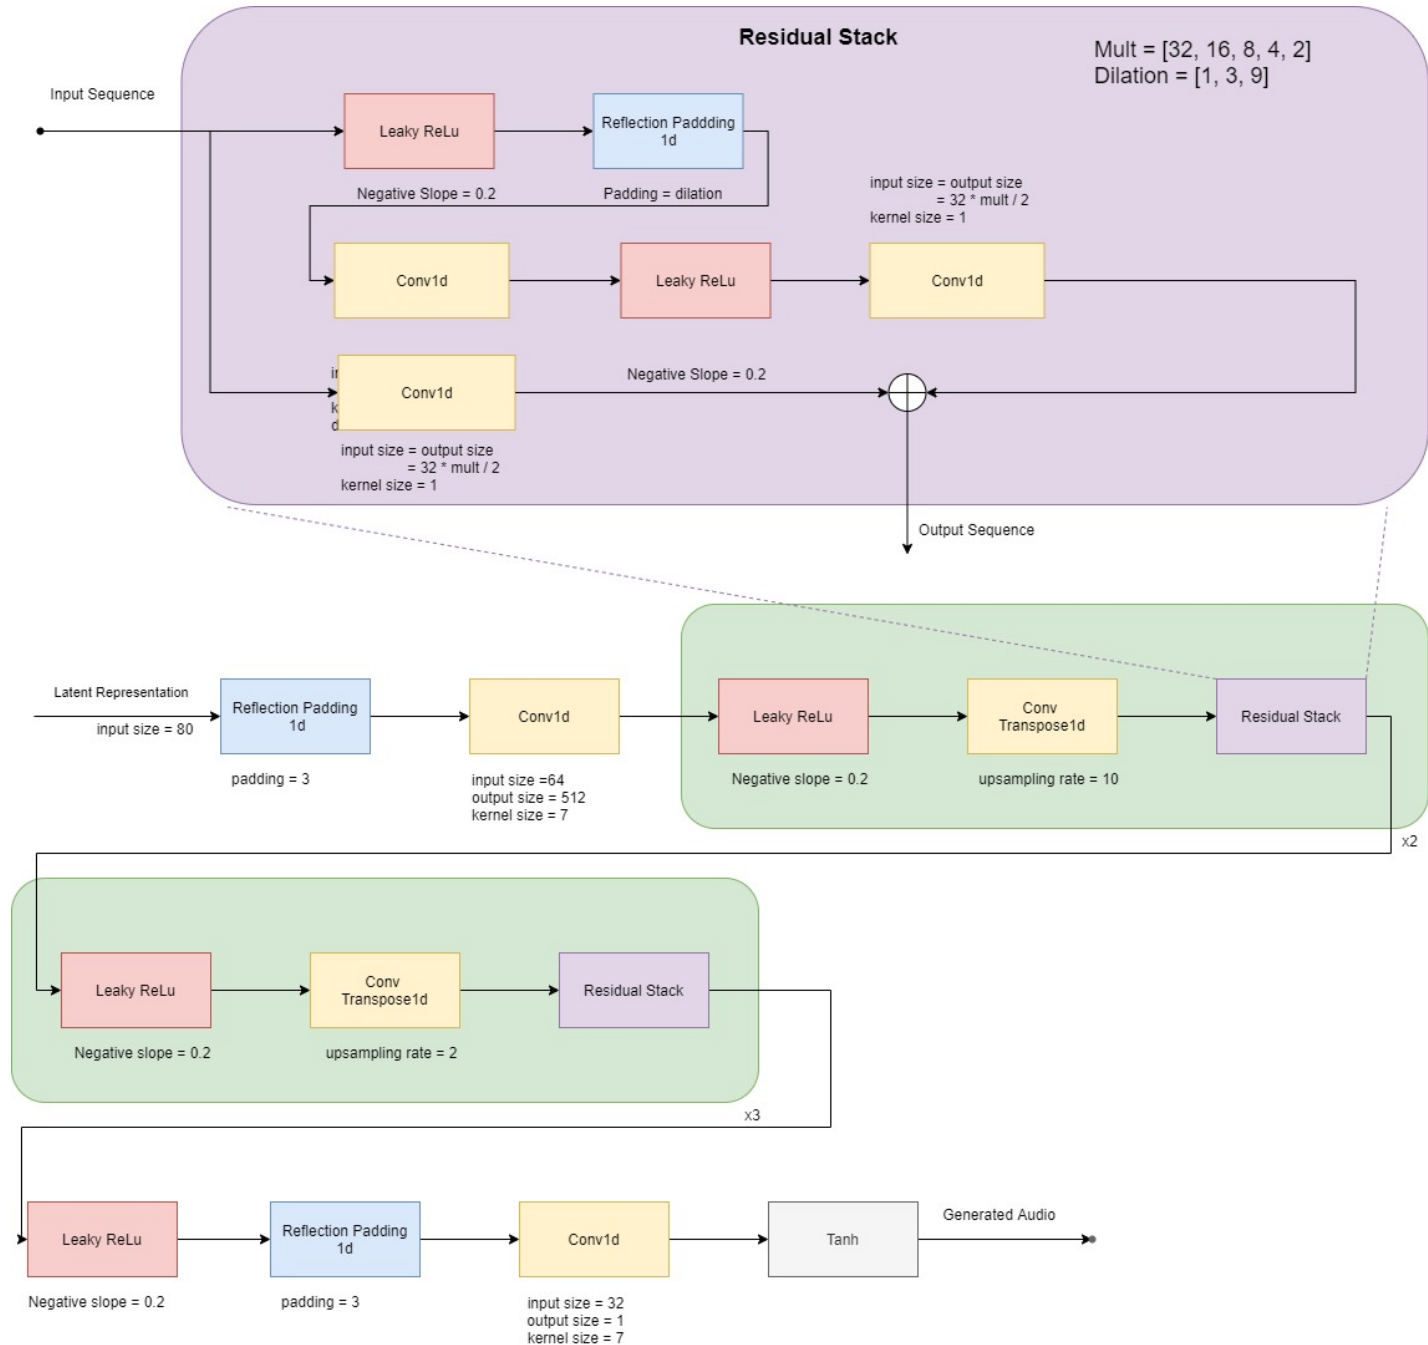 Residual Stack
Mult = [32, 16, 8, 4, 2]
Dilation = [1, 3, 9]
Input Sequence
Leaky ReLu
Reflection Paddding
1d
Negative Slope = 0.2
Padding = dilation
input size = output size
= 32 * mult / 2
kernel size = 1
Conv1d
Leaky ReLu
Conv1d
Conv1d
Negative Slope = 0.2
input size = output size
= 32 * mult / 2
kernel size = 1
Output Sequence
Latent Representation
input size = 80
Reflection Padding
1d
padding = 3
Conv1d
input size =64
output size = 512
kernel size = 7
Leaky ReLu
Negative slope = 0.2
Conv
Transpose1d
upsampling rate = 10
Residual Stack
x2
Leaky ReLu
Negative slope = 0.2
Conv
Transpose1d
upsampling rate = 2
Residual Stack
x3
Leaky ReLu
Negative slope = 0.2
Reflection Padding
1d
padding = 3
Conv1d
input size = 32
output size = 1
kernel size = 7
Tanh
Generated Audio